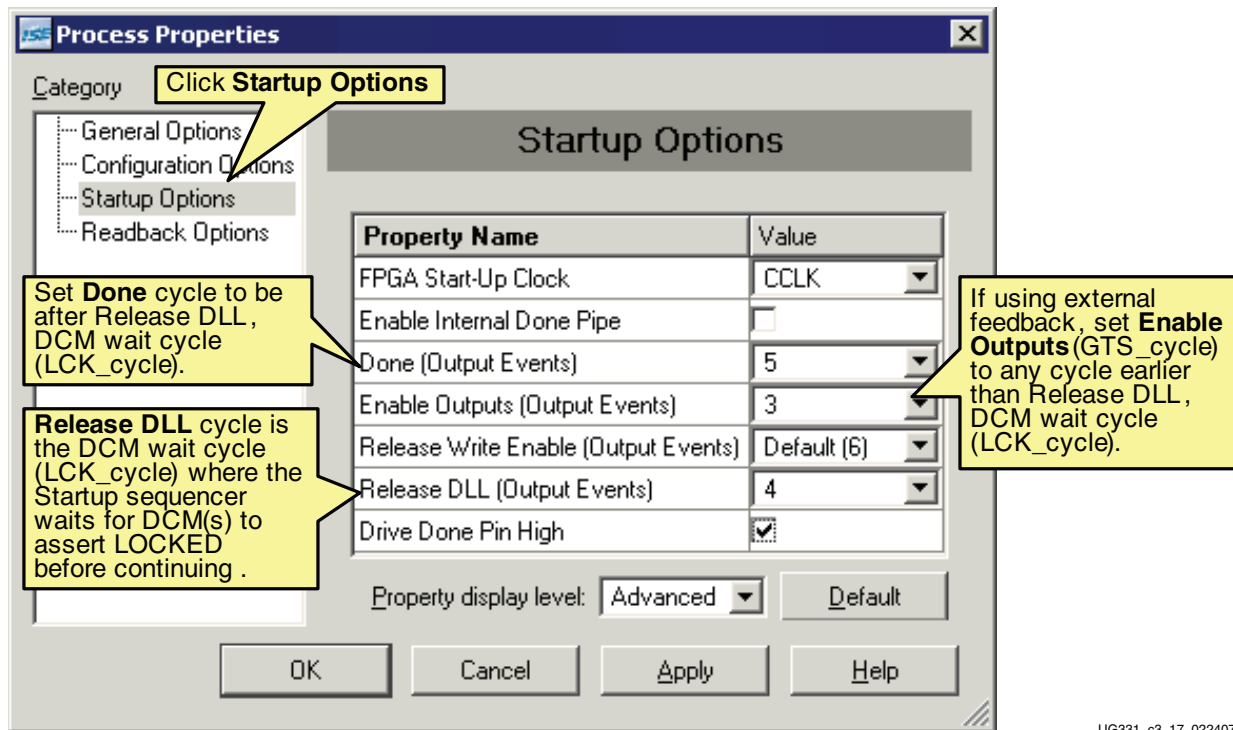 ISE Process Properties
Category
Click Startup Options
General Options
Configuration Options
Startup Options
Readback Options
Startup Options
Property Name Value
FPGA Start-Up Clock CCLK
Enable Internal Done Pipe
Done (Output Events) 5
Enable Outputs (Output Events) 3
Release Write Enable (Output Events) Default (6)
Release DLL (Output Events) 4
Drive Done Pin High
Set Done cycle to be
after Release DLL,
DCM wait cycle
(LCK_cycle).
Release DLL cycle is
the DCM wait cycle
(LCK_cycle) where the
Startup sequencer
waits for DCM(s) to
assert LOCKED
before continuing .
If using external
feedback, set Enable
Outputs (GTS_cycle)
to any cycle earlier
than Release DLL,
DCM wait cycle
(LCK_cycle).
Property display level: Advanced Default
OK Cancel Apply Help
UG331_c3_17_022407